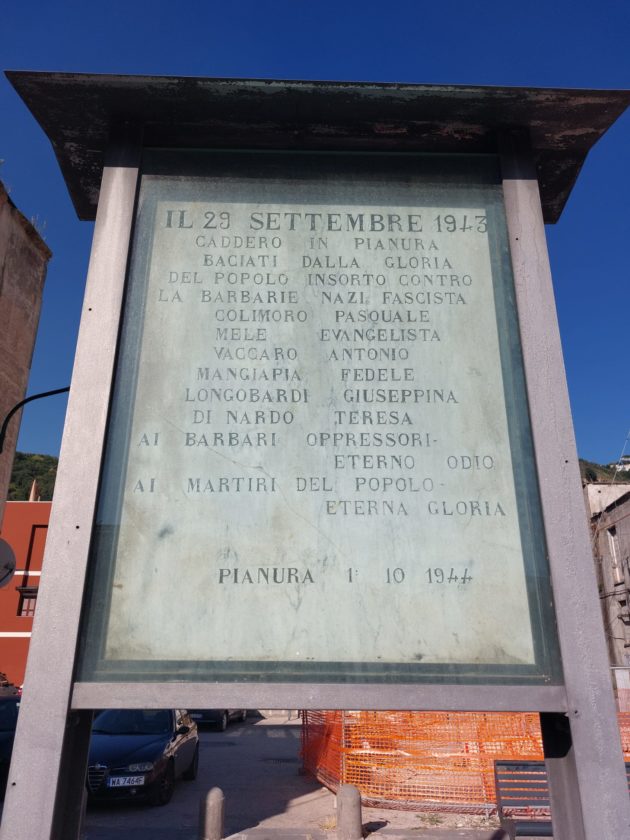 IL 29 SETTEMBRE 1943
CADDERO IN PIANURA
BACIATI DALLA GLORIA
DEL POPOLO INSORTO CONTRO
LA BARBARIE NAZI FASCISTA
COLIMORO PASQUALE
MELE EVANGELISTA
VACCARO ANTONIO
MANGIAPIA FEDELE
LONGOBARDI GIUSEPPINA
DI NARDO TERESA
AI BARBARI OPPRESSORI-
ETERNO ODIO
AI MARTIRI DEL POPOLO-
ETERNA GLORIA
PIANURA 1° 10 1944
WA 7464F